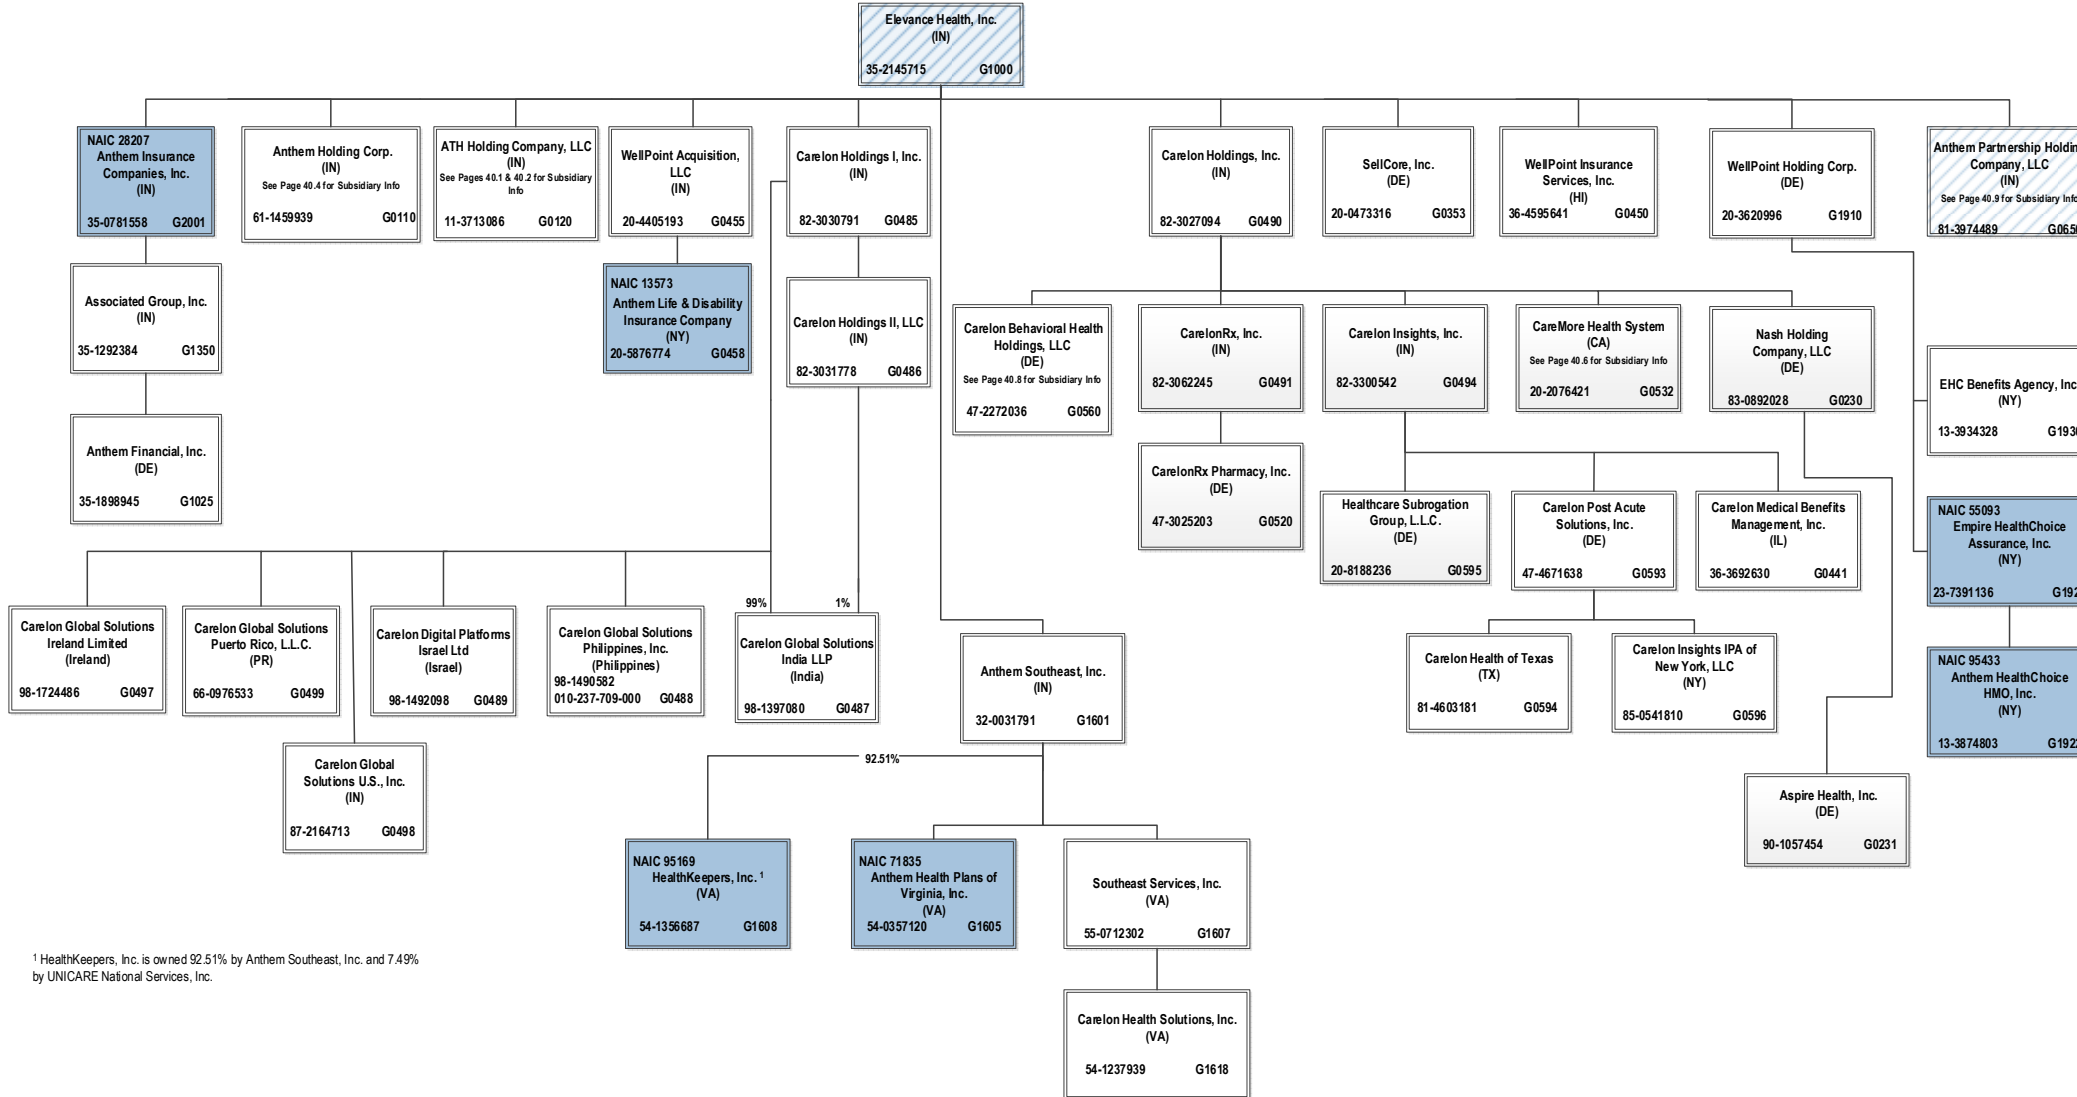 Elevance Health, Inc.
(IN)
35-2145715 G1000
NAIC 28207
Anthem Insurance
Companies, Inc.
(IN)
35-0781558 G2001
Anthem Holding Corp.
(IN)
See Page 40.4 for Subsidiary Info
61-1459939 G0110
ATH Holding Company, LLC
(IN)
See Pages 40.1 & 40.2 for Subsidiary
Info
11-3713086 G0120
WellPoint Acquisition,
LLC
(IN)
20-4405193 G0455
Carelon Holdings I, Inc.
(IN)
82-3030791 G0485
Carelon Holdings, Inc.
(IN)
82-3027094 G0490
SellCore, Inc.
(DE)
20-0473316 G0353
WellPoint Insurance
Services, Inc.
(HI)
36-4595641 G0450
WellPoint Holding Corp.
(DE)
20-3620996 G1910
Anthem Partnership Holdin
Company, LLC
(IN)
See Page 40.9 for Subsidiary Info
81-3974489 G0650
Associated Group, Inc.
(IN)
35-1292384 G1350
NAIC 13573
Anthem Life & Disability
Insurance Company
(NY)
20-5876774 G0458
Carelon Holdings II, LLC
(IN)
82-3031778 G0486
Carelon Behavioral Health
Holdings, LLC
(DE)
See Page 40.8 for Subsidiary Info
47-2272036 G0560
CarelonRx, Inc.
(IN)
82-3062245 G0491
Carelon Insights, Inc.
(IN)
82-3300542 G0494
CareMore Health System
(CA)
See Page 40.6 for Subsidiary Info
20-2076421 G0532
Nash Holding
Company, LLC
(DE)
83-0892028 G0230
EHC Benefits Agency, Inc
(NY)
13-3934328 G1930
Anthem Financial, Inc.
(DE)
35-1898945 G1025
CarelonRx Pharmacy, Inc.
(DE)
47-3025203 G0520
Healthcare Subrogation
Group, L.L.C.
(DE)
20-8188236 G0595
Carelon Post Acute
Solutions, Inc.
(DE)
47-4671638 G0593
Carelon Medical Benefits
Management, Inc.
(IL)
36-3692630 G0441
NAIC 55093
Empire HealthChoice
Assurance, Inc.
(NY)
23-7391136 G192
99% 1%
Carelon Global Solutions
Ireland Limited
(Ireland)
98-1724486 G0497
Carelon Global Solutions
Puerto Rico, L.L.C.
(PR)
66-0976533 G0499
Carelon Digital Platforms
Israel Ltd
(Israel)
98-1492098 G0489
Carelon Global Solutions
Philippines, Inc.
(Philippines)
98-1490582
010-237-709-000 G0488
Carelon Global Solutions
India LLP
(India)
98-1397080 G0487
Anthem Southeast, Inc.
(IN)
32-0031791 G1601
Carelon Health of Texas
(TX)
81-4603181 G0594
Carelon Insights IPA of
New York, LLC
(NY)
85-0541810 G0596
NAIC 95433
Anthem HealthChoice
HMO, Inc.
(NY)
13-3874803 G1922
Carelon Global
Solutions U.S., Inc.
(IN)
87-2164713 G0498
92.51%
Aspire Health, Inc.
(DE)
90-1057454 G0231
NAIC 95169
HealthKeepers, Inc. 1
(VA)
54-1356687 G1608
NAIC 71835
Anthem Health Plans of
Virginia, Inc.
(VA)
54-0357120 G1605
Southeast Services, Inc.
(VA)
55-0712302 G1607
1 HealthKeepers, Inc. is owned 92.51% by Anthem Southeast, Inc. and 7.49%
by UNICARE National Services, Inc.
Carelon Health Solutions, Inc.
(VA)
54-1237939 G1618